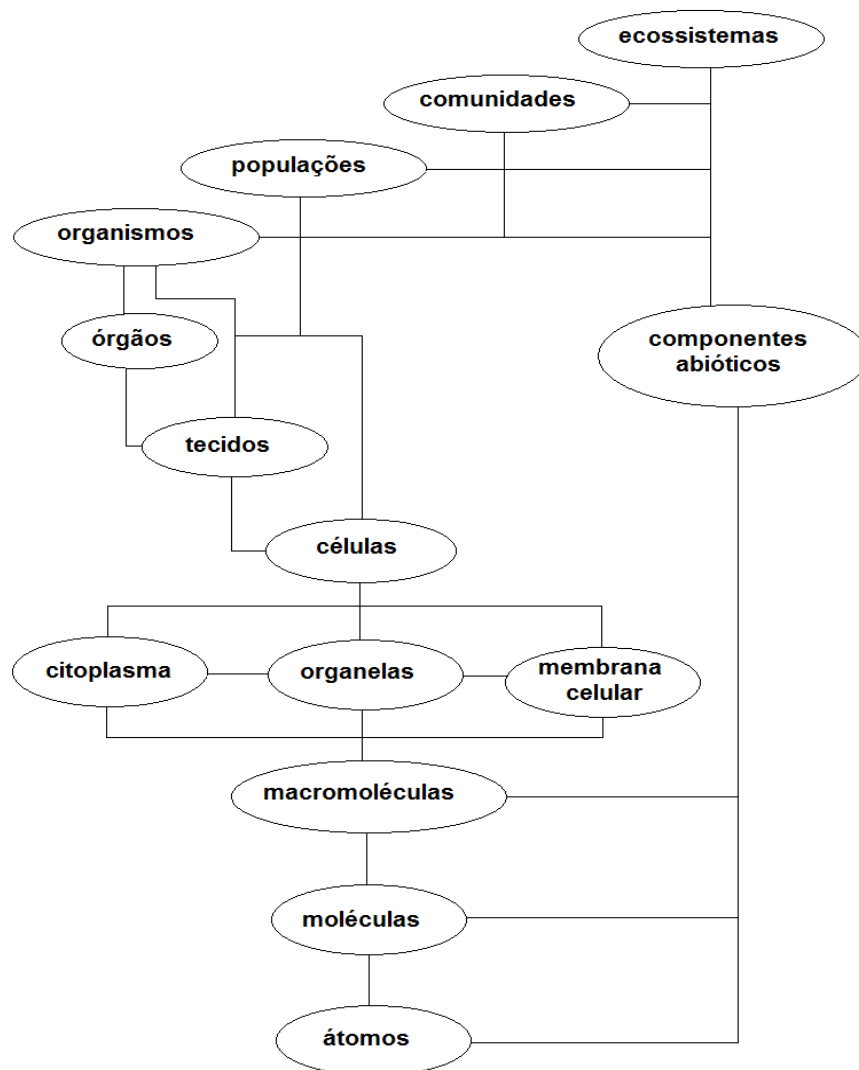 ecossistemas
comunidades
populações
organismos
órgãos
componentes
abióticos
tecidos
células
citoplasma
organelas
membrana
celular
macromoléculas
moléculas
átomos